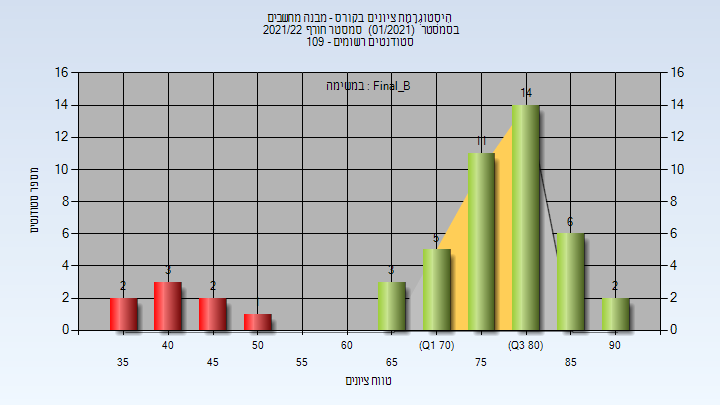 היסטוגרמת ציונים בקורס - מבנה מחשבים
בסמסטר (01/2021) סמסטר חורף 2021/22
סטודנטים רשומים - 109
במטימה : Final_B
16 16
14 14
12 12
10 10
8 8
6 6
4 4
2 2
0 0
2 3 2 3 5 11 14 6 2
מספר סטודנטים
40 50 60 (Q1 70) (Q3 80) 90
35 45 55 65 75 85
טווח ציונים